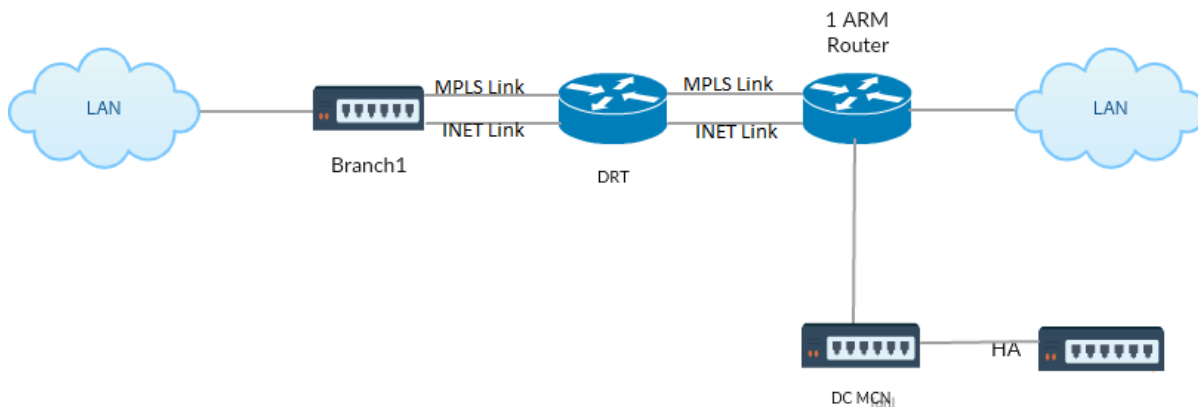 1 ARM
Router
LAN
MPLS Link
MPLS Link
LAN
INET Link
INET Link
Branch1
DRT
HA
DC MCN